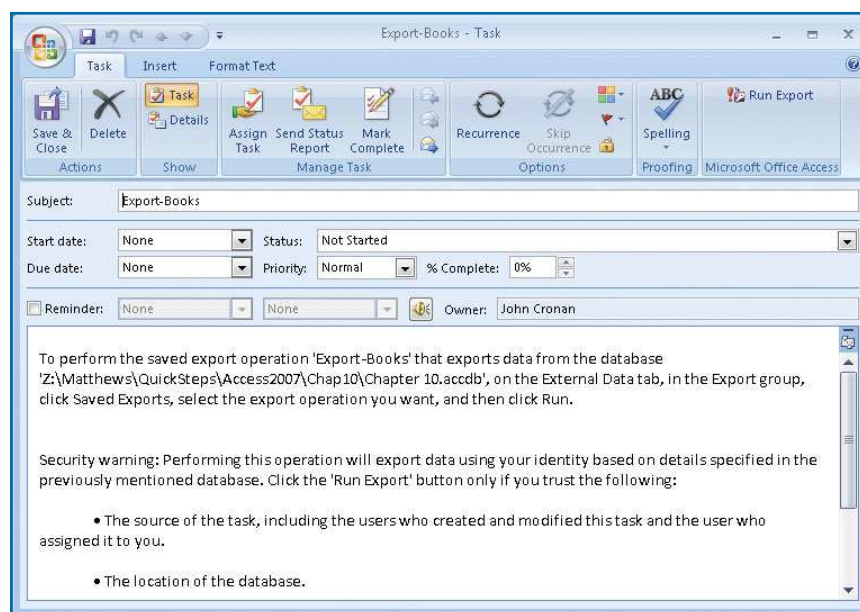 Export-Books - Task
Task Insert Format Text
Save & Close
Delete
Actions
Task
Details
Show
Assign Task
Send Status Report
Mark Complete
Manage Task
Recurrence
Skip Occurrence
Options
ABC
Spelling
Proofing
Run Export
Microsoft Office Access
Subject: Export-Books
Start date: None Status: Not Started
Due date: None Priority: Normal % Complete: 0%
Reminder: None None Owner: John Cronan
To perform the saved export operation 'Export-Books' that exports data from the database
'Z:\Matthews\QuickSteps\Access2007\Chap10\Chapter 10.accdb', on the External Data tab, in the Export group,
click Saved Exports, select the export operation you want, and then click Run.
Security warning: Performing this operation will export data using your identity based on details specified in the
previously mentioned database. Click the 'Run Export' button only if you trust the following:
• The source of the task, including the users who created and modified this task and the user who
assigned it to you.
• The location of the database.